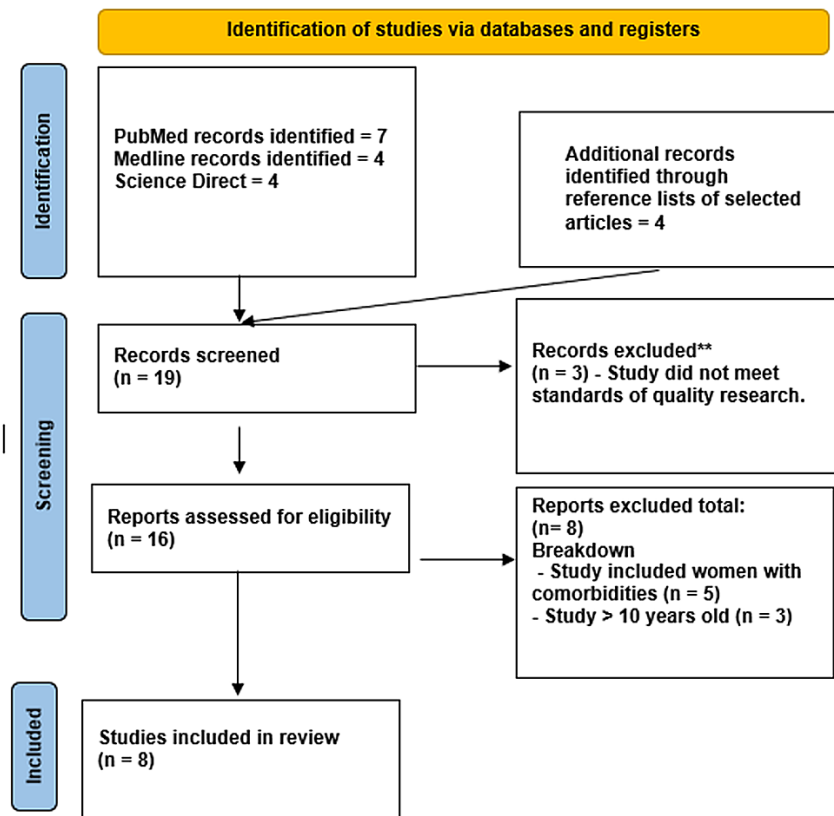 Identification of studies via databases and registers
Identification
PubMed records identified = 7
Medline records identified = 4
Science Direct = 4
Additional records
identified through
reference lists of selected
articles = 4
Screening
Records screened
(n = 19)
Records excluded**
(n = 3) - Study did not meet
standards of quality research.
Reports assessed for eligibility
(n = 16)
Reports excluded total:
(n= 8)
Breakdown
- Study included women with
comorbidities (n = 5)
- Study > 10 years old (n = 3)
Included
Studies included in review
(n = 8)